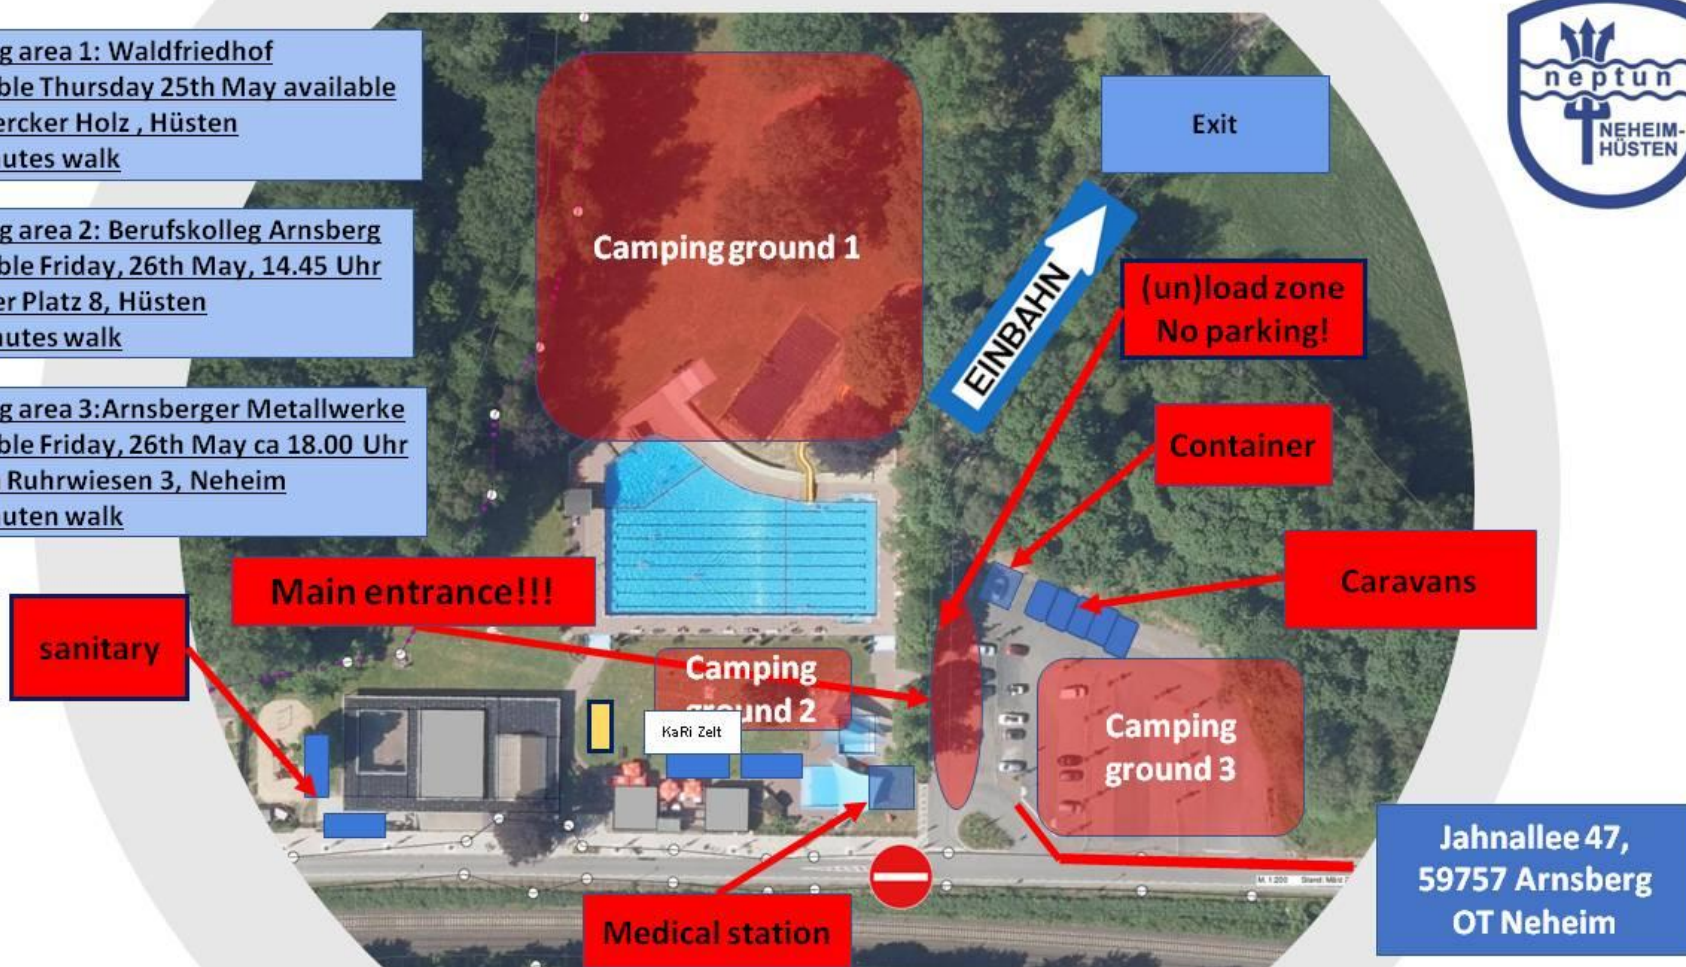 g area 1: Waldfriedhof
ble Thursday 25th May available
ercker Holz , Hüsten
utes walk
g area 2: Berufskolleg Arnsberg
ble Friday, 26th May, 14.45 Uhr
er Platz 8, Hüsten
utes walk
g area 3:Arnsberger Metallwerke
ble Friday, 26th May ca 18.00 Uhr
Ruhrwiesen 3, Neheim
uten walk
Camping ground 1
Exit
neptun
NEHEIM-
HÜSTEN
EINBAHN
(un)load zone
No parking!
Container
Caravans
Main entrance!!!
sanitary
Camping
ground 2
KaRi Zelt
Camping
ground 3
Medical station
Jahnallee 47,
59757 Arnsberg
OT Neheim
M. 1:200